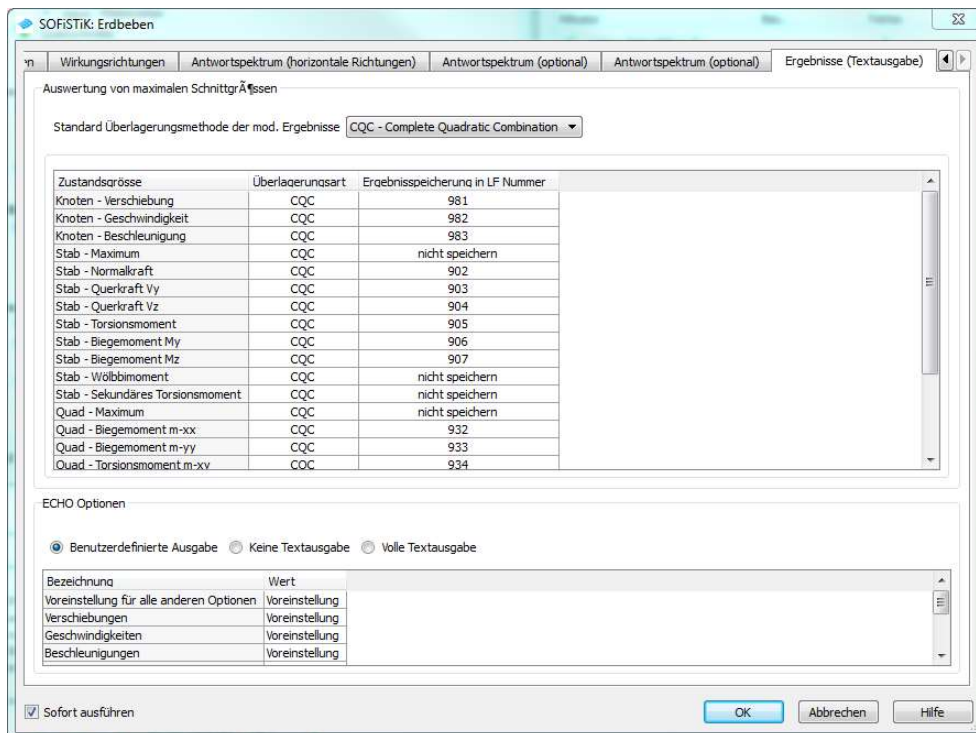 SOFiSTiK: Erdbeben
en Wirkungsrichtungen Antwortspektrum (horizontale Richtungen) Antwortspektrum (optional) Antwortspektrum (optional) Ergebnisse (Textausgabe)
Auswertung von maximalen SchnittgrÃ¶ssen
Standard Überlagerungsmethode der mod. Ergebnisse CQC - Complete Quadratic Combination
Zustandsgrösse Überlagerungsart Ergebnisspeicherung in LF Nummer
Knoten - Verschiebung CQC 981
Knoten - Geschwindigkeit CQC 982
Knoten - Beschleunigung CQC 983
Stab - Maximum CQC nicht speichern
Stab - Normalkraft CQC 902
Stab - Querkraft Vy CQC 903
Stab - Querkraft Vz CQC 904
Stab - Torsionsmoment CQC 905
Stab - Biegemoment My CQC 906
Stab - Biegemoment Mz CQC 907
Stab - Wölbbimoment CQC nicht speichern
Stab - Sekundäres Torsionsmoment CQC nicht speichern
Quad - Maximum CQC nicht speichern
Quad - Biegemoment m-xx CQC 932
Quad - Biegemoment m-yy CQC 933
Quad - Torsionsmoment m-xy CQC 934
ECHO Optionen
Benutzerdefinierte Ausgabe Keine Textausgabe Volle Textausgabe
Bezeichnung Wert
Voreinstellung für alle anderen Optionen Voreinstellung
Verschiebungen Voreinstellung
Geschwindigkeiten Voreinstellung
Beschleunigungen Voreinstellung
Sofort ausführen OK Abbrechen Hilfe